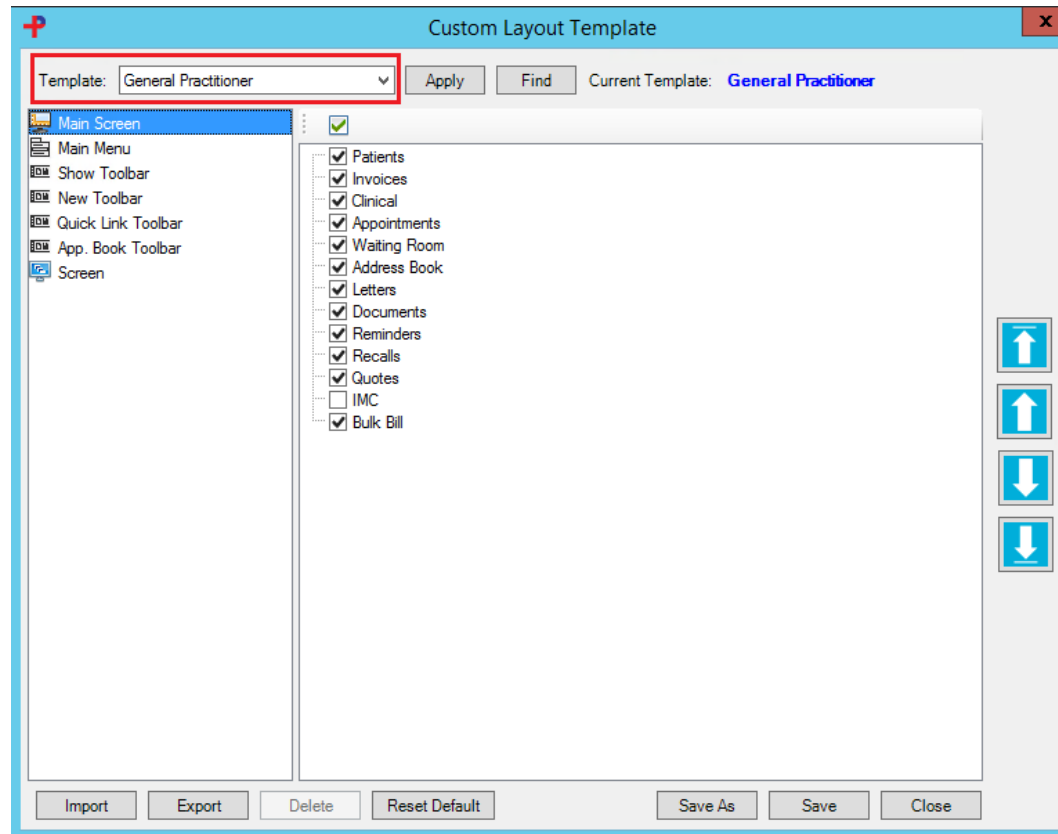 Custom Layout Template
x
Template: General Practitioner Apply Find Current Template: General Practitioner
Main Screen
Main Menu
Show Toolbar
New Toolbar
Quick Link Toolbar
App. Book Toolbar
Screen
Patients
Invoices
Clinical
Appointments
Waiting Room
Address Book
Letters
Documents
Reminders
Recalls
Quotes
IMC
Bulk Bill
Import Export Delete Reset Default Save As Save Close